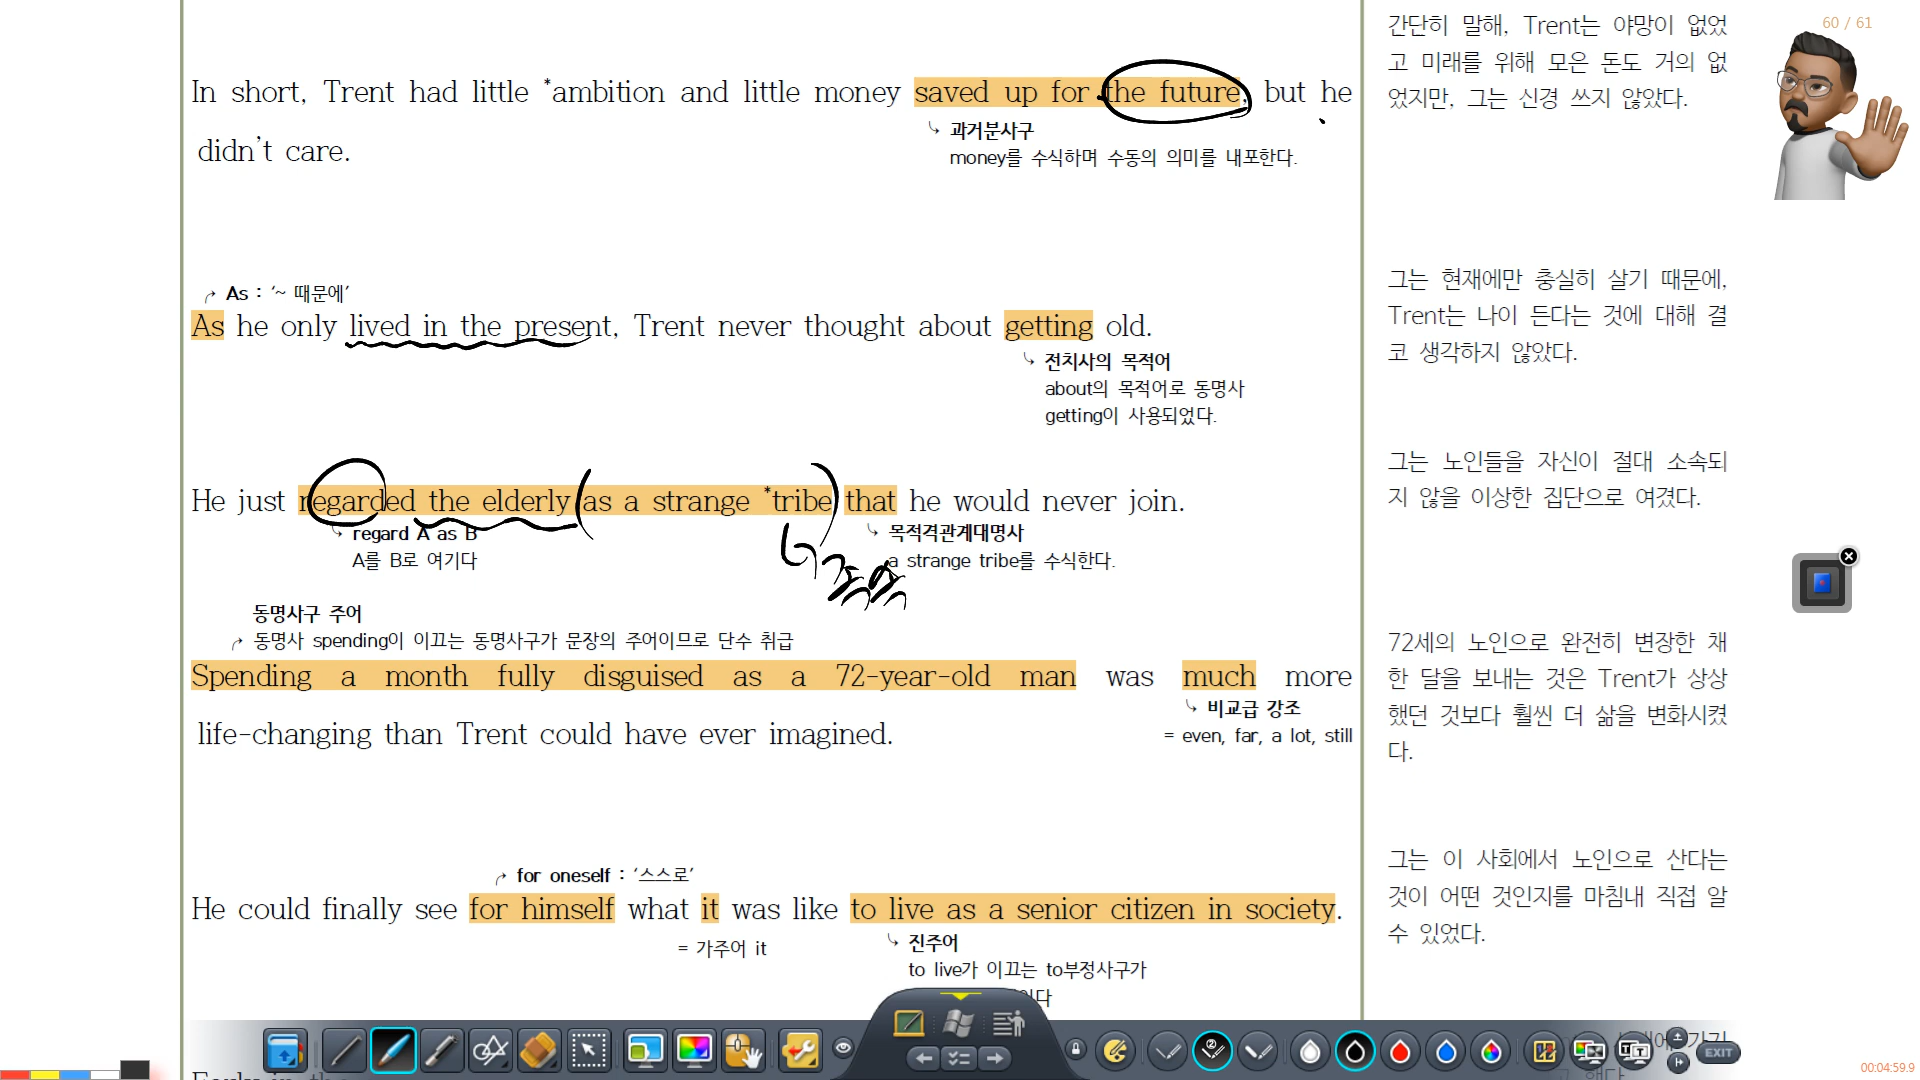 60 / 61
In short, Trent had little *ambition and little money saved up for the future, but he
didn't care.
과거분사구
money를 수식하며 수동의 의미를 내포한다.
간단히 말해, Trent는 야망이 없었
고 미래를 위해 모은 돈도 거의 없
었지만, 그는 신경 쓰지 않았다.
As : '~ 때문에'
As he only lived in the present, Trent never thought about getting old.
전치사의 목적어
about의 목적어로 동명사
getting이 사용되었다.
그는 현재에만 충실히 살기 때문에,
Trent는 나이 든다는 것에 대해 결
코 생각하지 않았다.
He just regarded the elderly as a strange *tribe that he would never join.
regard A as B
A를 B로 여기다
목적격관계대명사
a strange tribe를 수식한다.
그는 노인들을 자신이 절대 소속되
지 않을 이상한 집단으로 여겼다.
동명사구 주어
동명사 spending이 이끄는 동명사구가 문장의 주어이므로 단수 취급
Spending a month fully disguised as a 72-year-old man was much more
비교급 강조
= even, far, a lot, still
life-changing than Trent could have ever imagined.
72세의 노인으로 완전히 변장한 채
한 달을 보내는 것은 Trent가 상상
했던 것보다 훨씬 더 삶을 변화시켰
다.
for oneself : '스스로'
He could finally see for himself what it was like to live as a senior citizen in society.
= 가주어 it
진주어
to live가 이끄는 to부정사구가
그는 이 사회에서 노인으로 산다는
것이 어떤 것인지를 마침내 직접 알
수 있었다.
EXIT
00:04:59.9